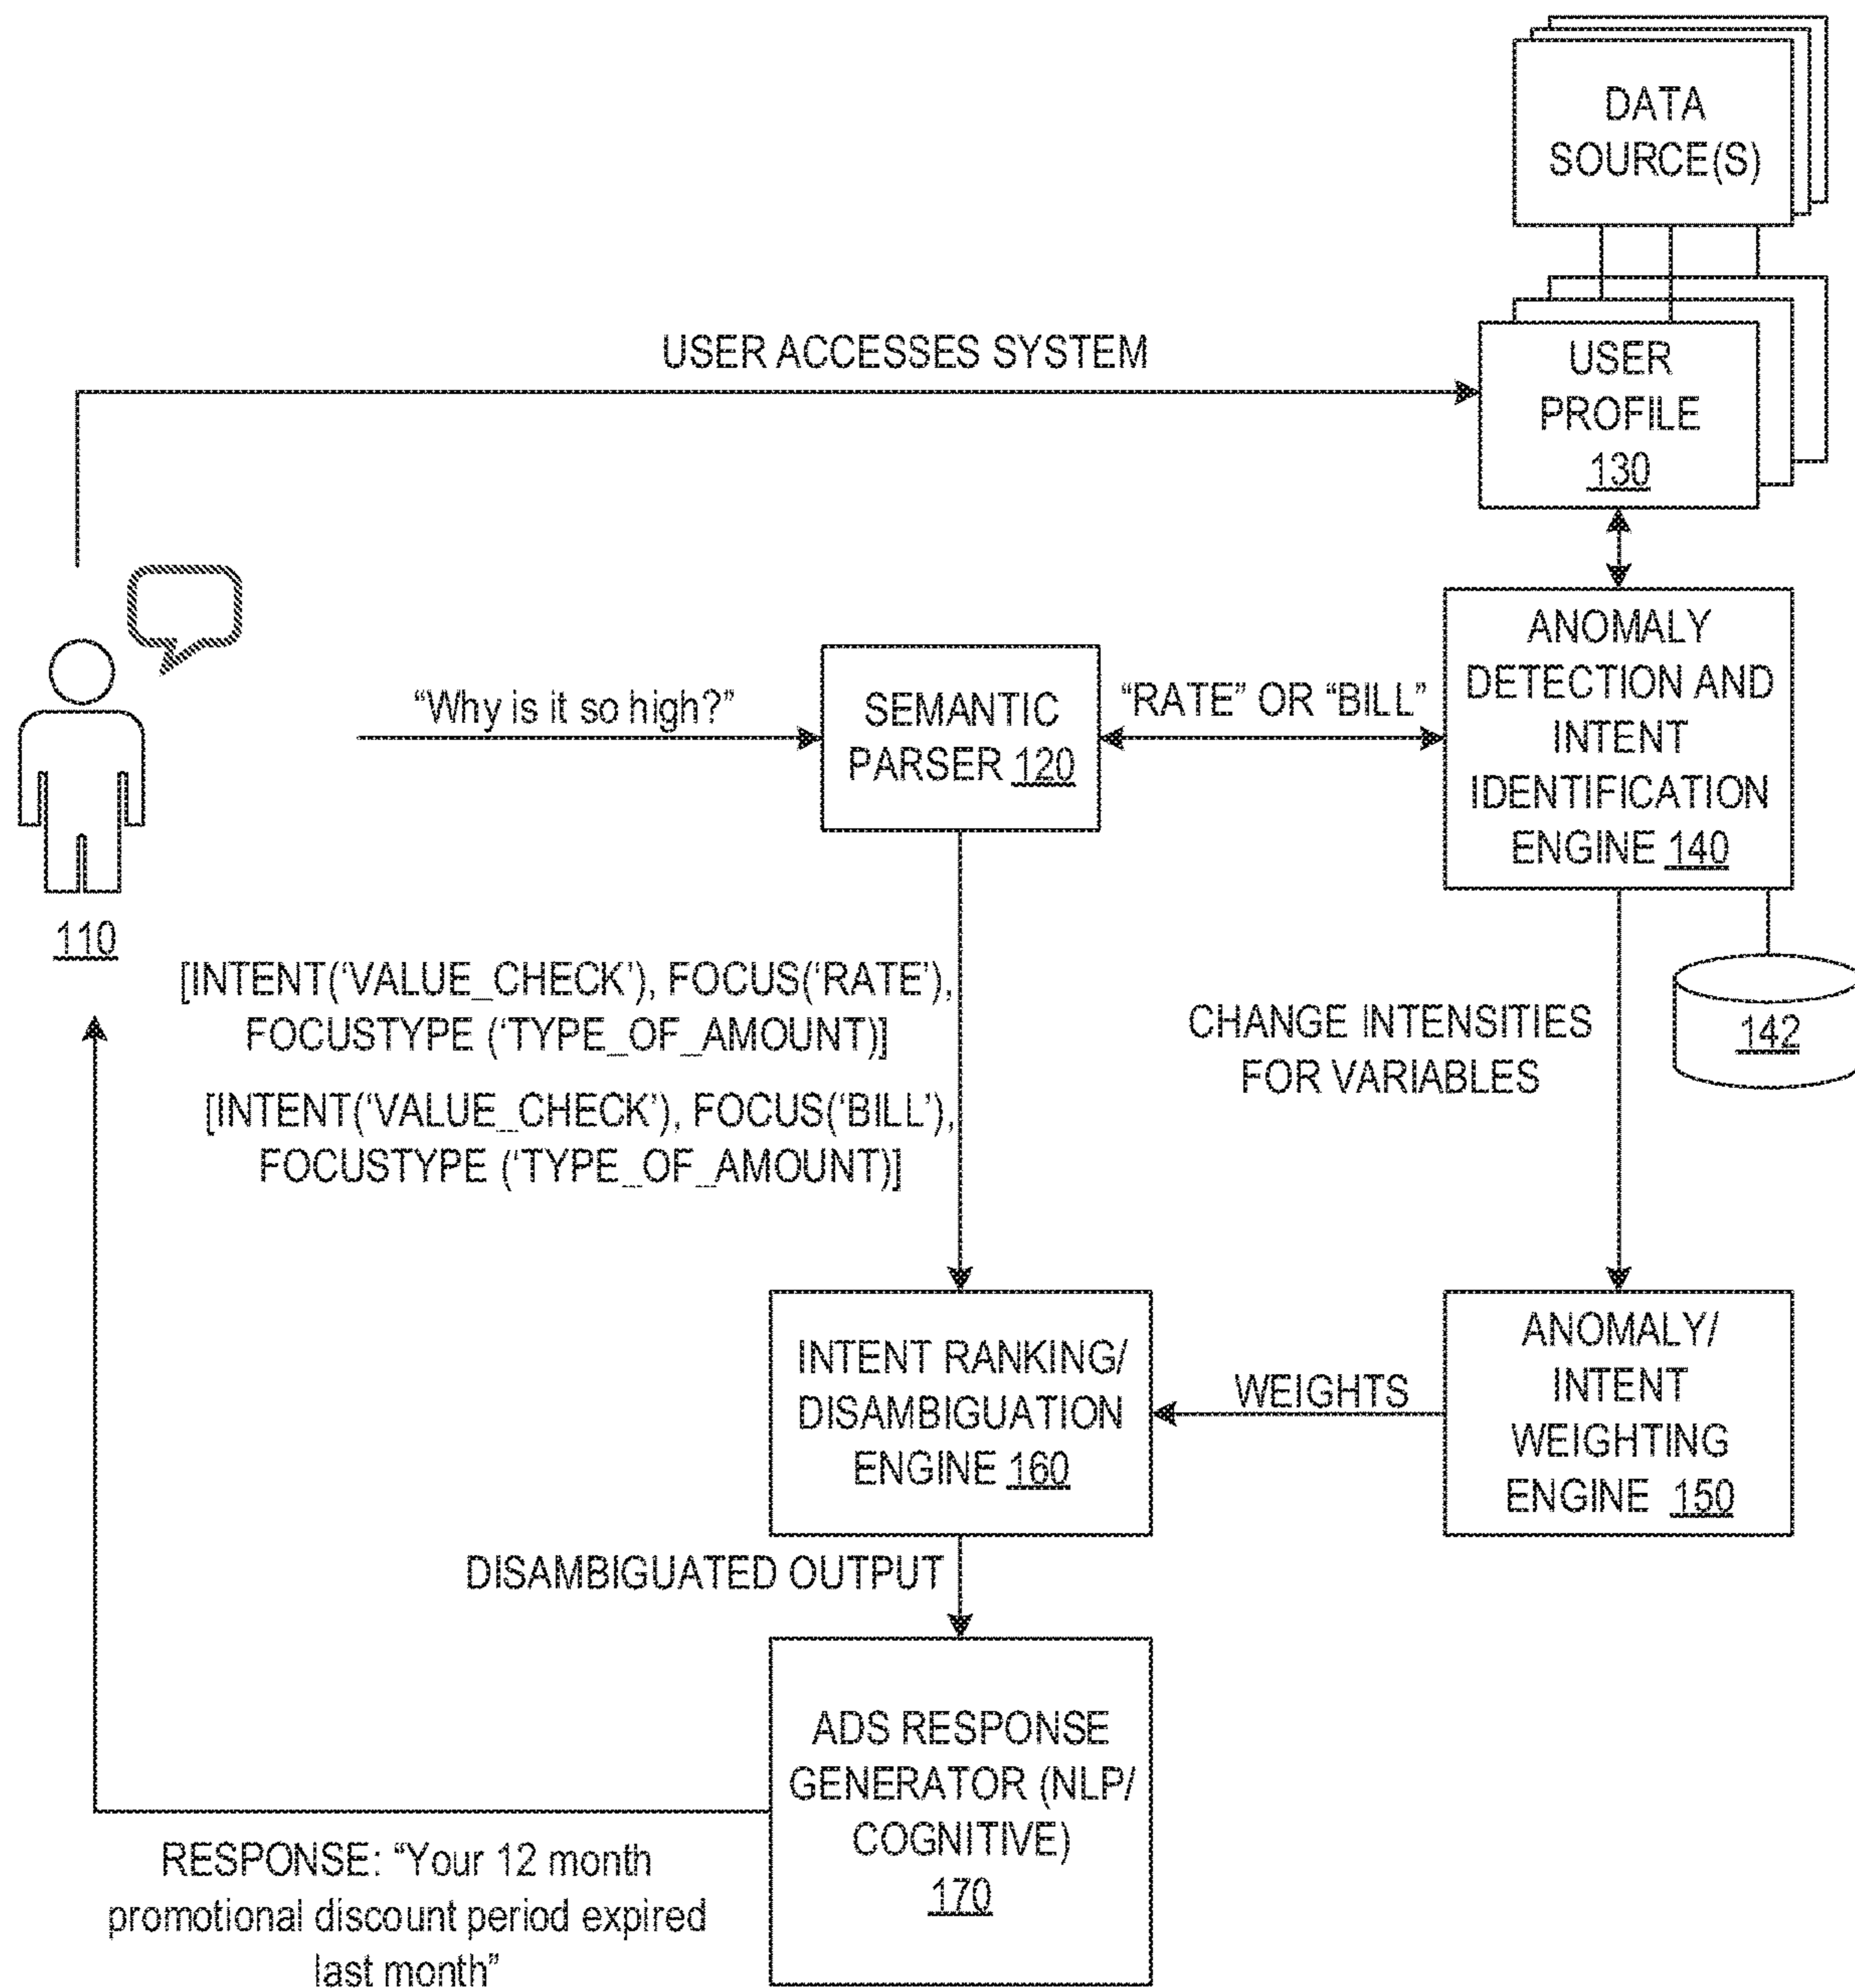 DATA
SOURCE(S)
USER ACCESSES SYSTEM
USER
PROFILE
130
"Why is it so high?"
SEMANTIC
PARSER 120
"RATE" OR "BILL"
ANOMALY
DETECTION AND
INTENT
IDENTIFICATION
ENGINE 140
110
142
[INTENT('VALUE_CHECK'), FOCUS('RATE'),
FOCUSTYPE ('TYPE_OF_AMOUNT)]
[INTENT('VALUE_CHECK'), FOCUS('BILL'),
FOCUSTYPE ('TYPE_OF_AMOUNT)]
CHANGE INTENSITIES
FOR VARIABLES
INTENT RANKING/
DISAMBIGUATION
ENGINE 160
WEIGHTS
ANOMALY/
INTENT
WEIGHTING
ENGINE 150
DISAMBIGUATED OUTPUT
ADS RESPONSE
GENERATOR (NLP/
COGNITIVE)
170
RESPONSE: "Your 12 month
promotional discount period expired
last month"